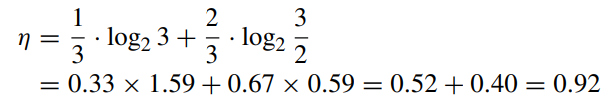 η = 1/3 · log₂ 3 + 2/3 · log₂ 3/2
= 0.33 × 1.59 + 0.67 × 0.59 = 0.52 + 0.40 = 0.92